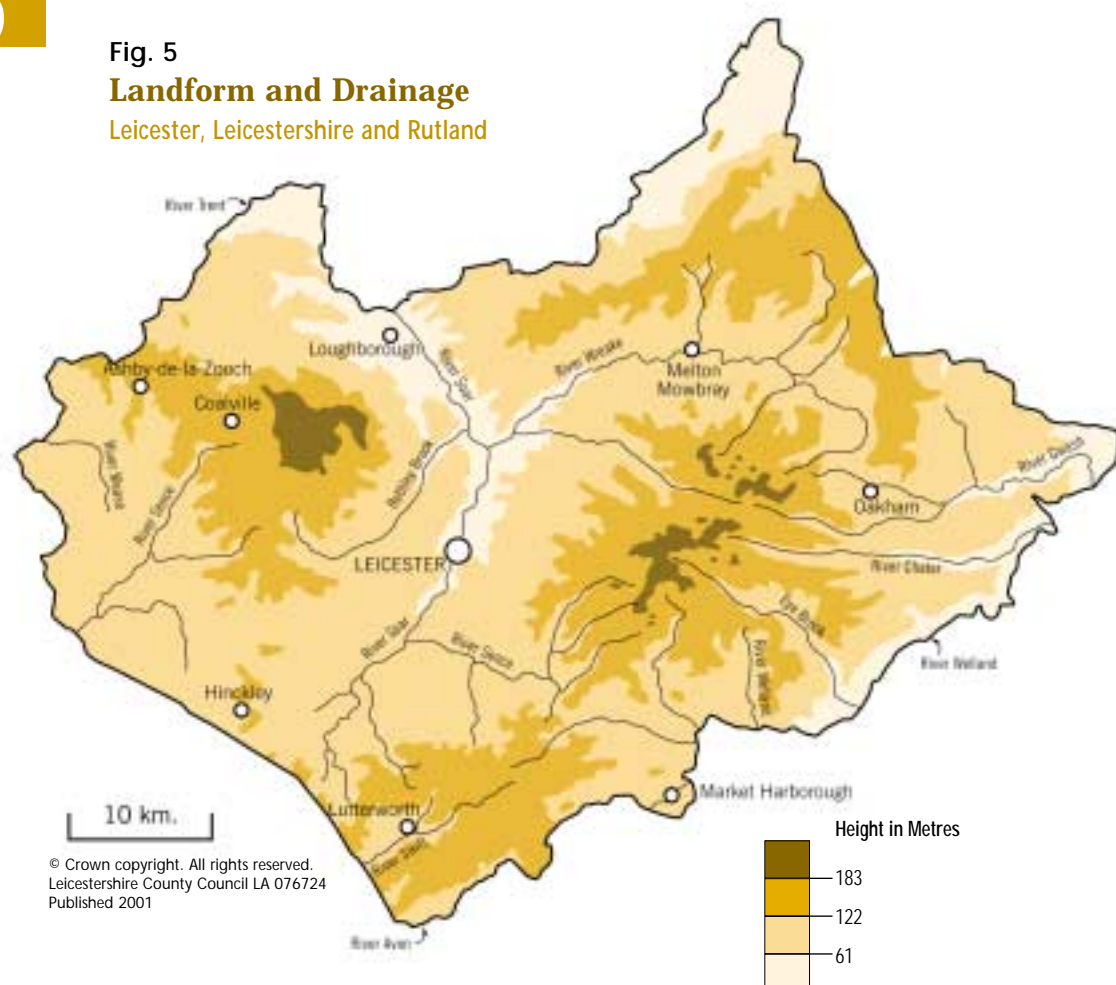 Fig. 5
Landform and Drainage
Leicester, Leicestershire and Rutland
River Trent
Loughborough
River Soar
River Wreake
Melton
Mowbray
Ashby-de-la-Zouch
Coalville
River Mease
River Sence
Rothley Brook
River Gwash
Oakham
LEICESTER
River Chater
Eye Brook
River Soar
River Sence
River Welland
Hinckley
River Welland
10 km.
Lutterworth
Market Harborough
River Swift
River Avon
© Crown copyright. All rights reserved.
Leicestershire County Council LA 076724
Published 2001
Height in Metres
183
122
61